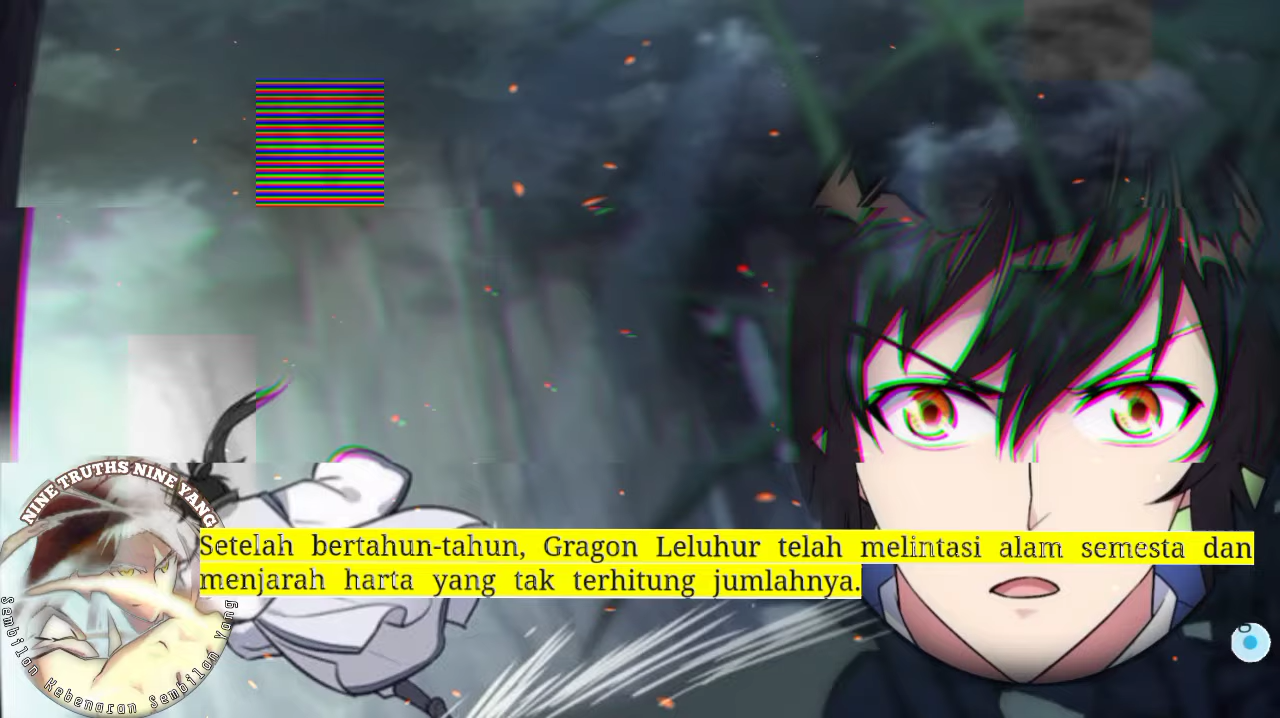 NINE TRUTHS NINE YANG
Setelah bertahun-tahun, Gragon Leluhur telah melintasi alam semesta dan
menjarah harta yang tak terhitung jumlahnya.
Sembilan Kebenaran Sembilan Yang